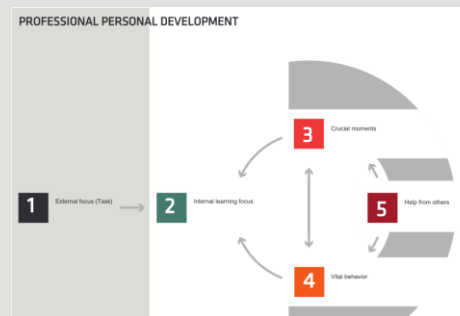 PROFESSIONAL PERSONAL DEVELOPMENT
3 Crucial moments
1 External focus (Task)
2 Internal learning focus
5 Help from others
4 Vital behavior